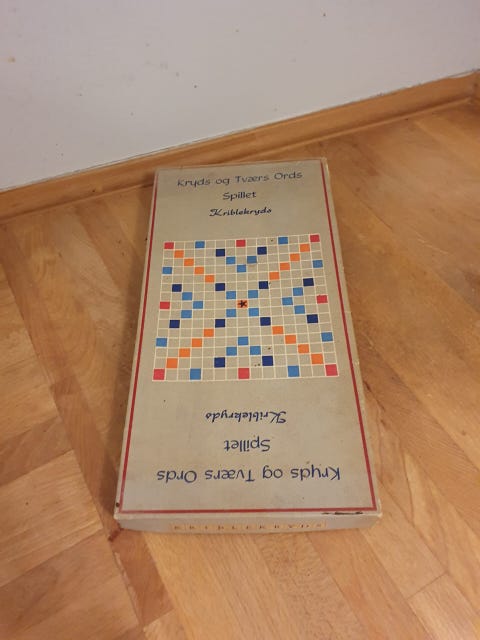 Kryds og Tværs Ords
Spillet
Kriblekryds
Kriblekryds
Spillet
Kryds og Tværs Ords
KRIBLEKRYDS